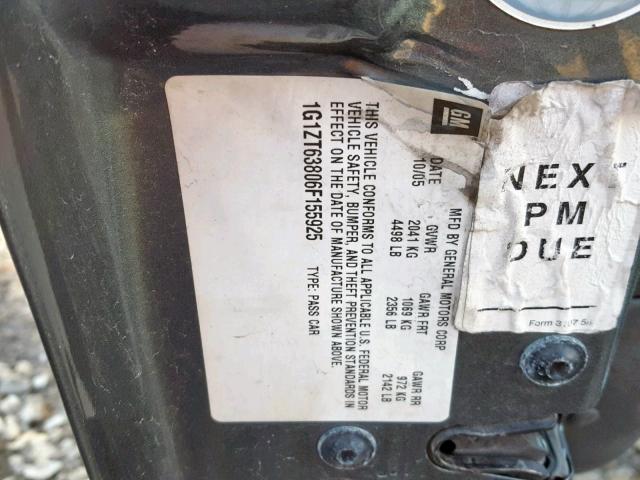 GM
MFD BY GENERAL MOTORS CORP
DATE GVWR GAWR FRT GAWR RR
10/05 2041 KG 1069 KG 972 KG
4498 LB 2356 LB 2142 LB
THIS VEHICLE CONFORMS TO ALL APPLICABLE U.S. FEDERAL MOTOR
VEHICLE SAFETY, BUMPER, AND THEFT PREVENTION STANDARDS IN
EFFECT ON THE DATE OF MANUFACTURE SHOWN ABOVE.
1G1ZT63806F155925 TYPE: PASS CAR
NEX
PM
DUE
Form